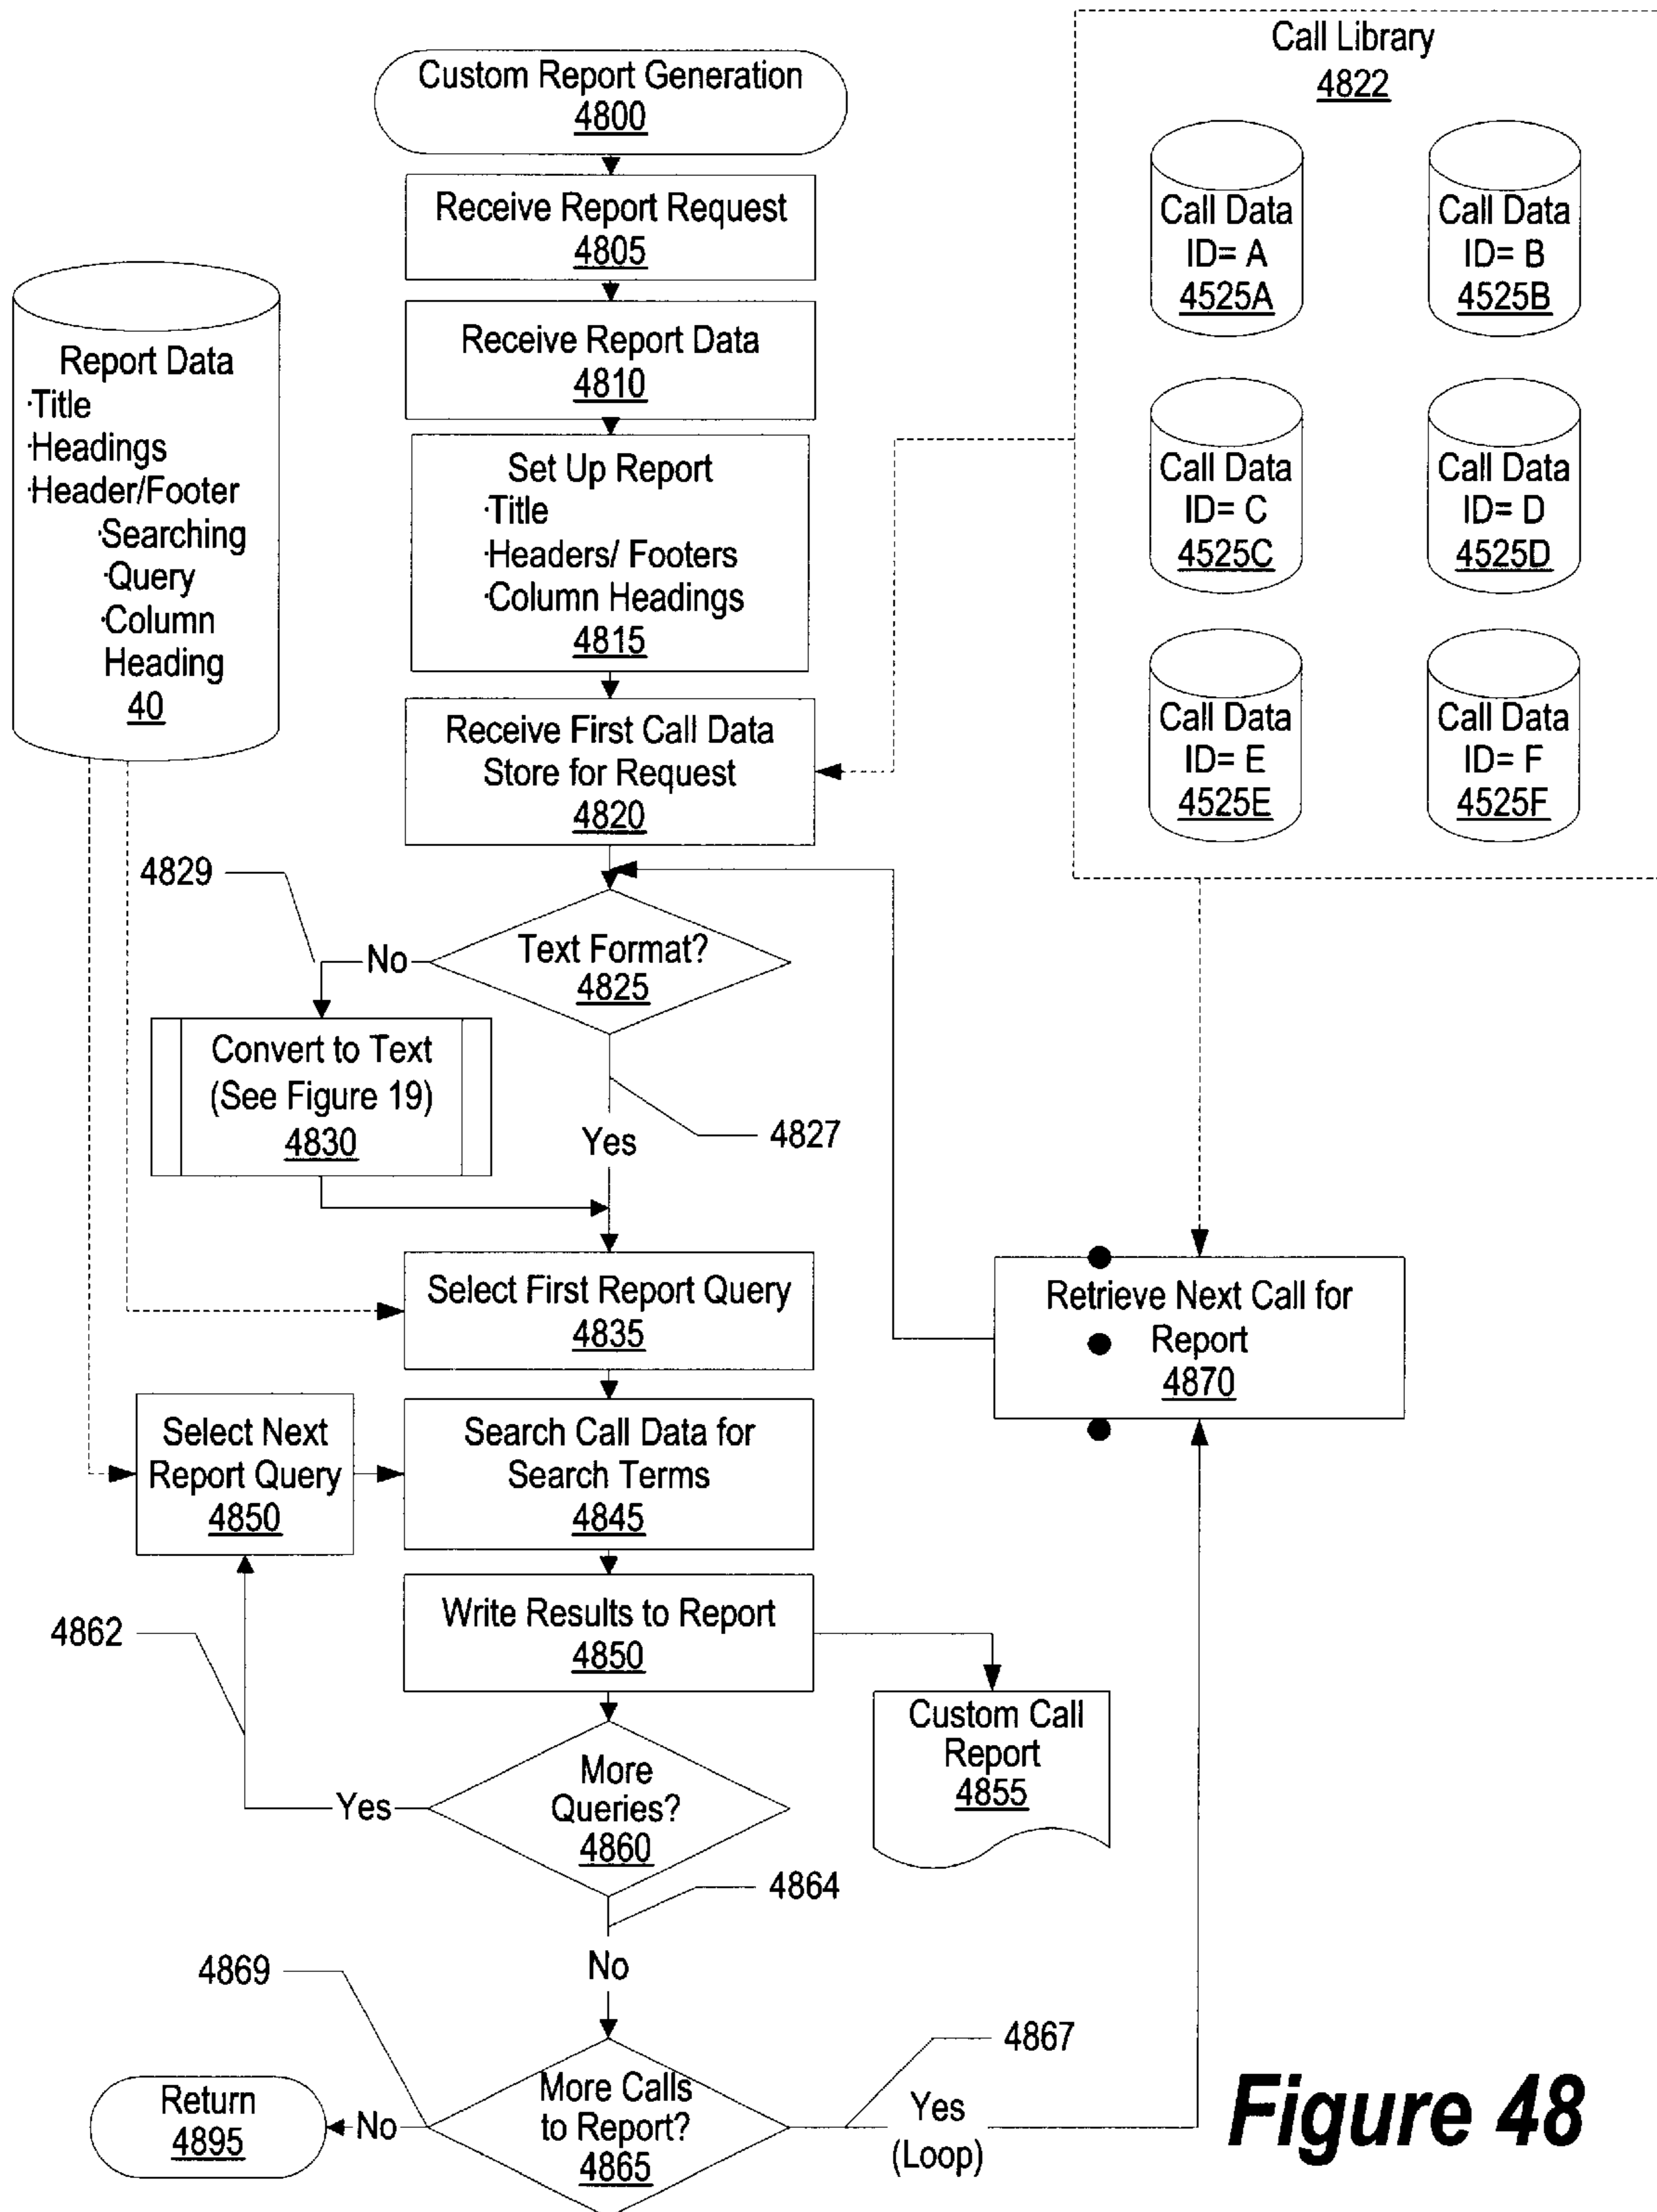 Custom Report Generation
4800
Receive Report Request
4805
Receive Report Data
4810
Set Up Report
·Title
·Headers/ Footers
·Column Headings
4815
Receive First Call Data
Store for Request
4820
Call Library
4822
Call Data
ID= A
4525A
Call Data
ID= B
4525B
Call Data
ID= C
4525C
Call Data
ID= D
4525D
Call Data
ID= E
4525E
Call Data
ID= F
4525F
Report Data
·Title
·Headings
·Header/Footer
·Searching
·Query
·Column
Heading
40
4829
No
Text Format?
4825
Convert to Text
(See Figure 19)
4830
Yes
4827
Select First Report Query
4835
Retrieve Next Call for
Report
4870
Select Next
Report Query
4850
Search Call Data for
Search Terms
4845
Write Results to Report
4850
4862
Custom Call
Report
4855
More
Queries?
4860
Yes
4864
No
4869
4867
More Calls
to Report?
4865
Yes
(Loop)
No
Return
4895
Figure 48